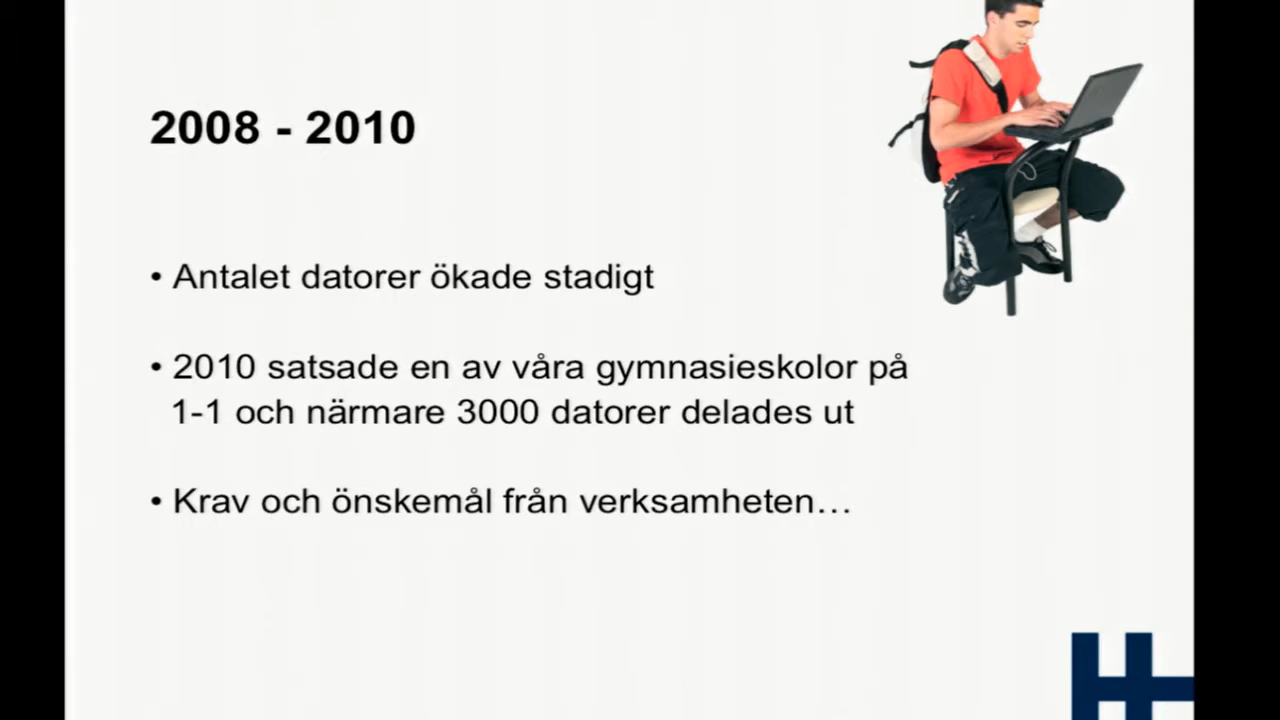 2008 - 2010
• Antalet datorer ökade stadigt
• 2010 satsade en av våra gymnasieskolor på
1-1 och närmare 3000 datorer delades ut
• Krav och önskemål från verksamheten…